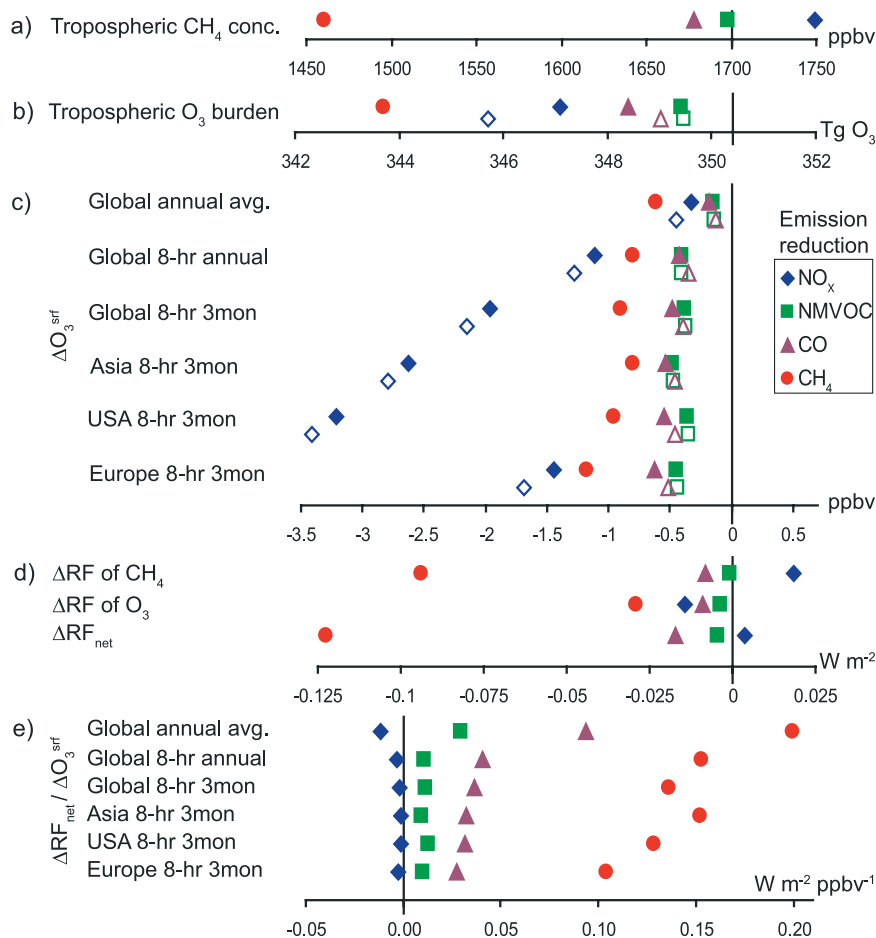 a) Tropospheric CH₄ conc.
ppbv
1450 1500 1550 1600 1650 1700 1750
b) Tropospheric O₃ burden
Tg O₃
342 344 346 348 350 352
c)
ΔO₃ˢʳᶠ
Global annual avg.
Global 8-hr annual
Global 8-hr 3mon
Asia 8-hr 3mon
USA 8-hr 3mon
Europe 8-hr 3mon
Emission
reduction
NOₓ
NMVOC
CO
CH₄
ppbv
-3.5 -3 -2.5 -2 -1.5 -1 -0.5 0 0.5
d) ΔRF of CH₄
ΔRF of O₃
ΔRFₙₑₜ
W m⁻²
-0.125 -0.1 -0.075 -0.05 -0.025 0 0.025
e)
ΔRFₙₑₜ / ΔO₃ˢʳᶠ
Global annual avg.
Global 8-hr annual
Global 8-hr 3mon
Asia 8-hr 3mon
USA 8-hr 3mon
Europe 8-hr 3mon
W m⁻² ppbv⁻¹
-0.05 0.00 0.05 0.10 0.15 0.20